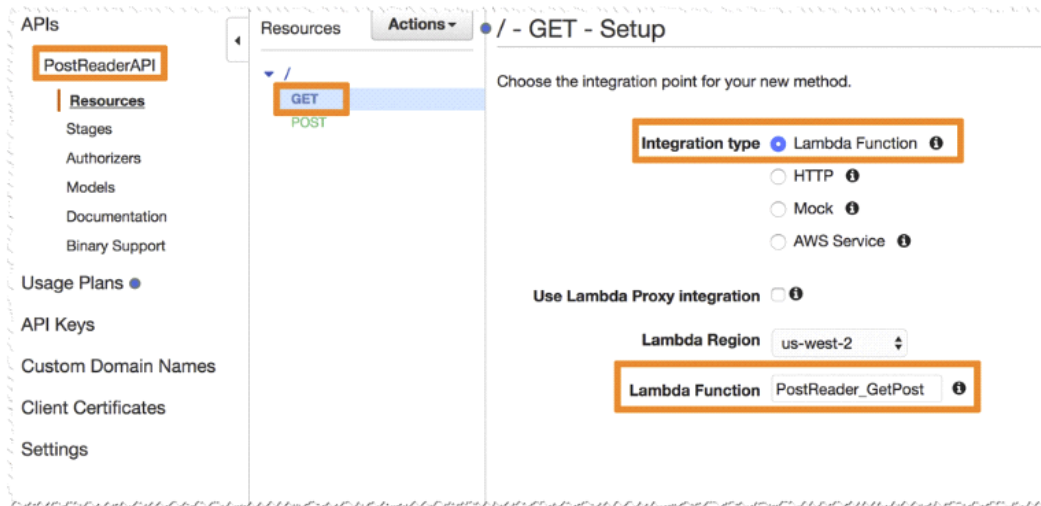 APIs
PostReaderAPI
Resources
Stages
Authorizers
Models
Documentation
Binary Support
Usage Plans
API Keys
Custom Domain Names
Client Certificates
Settings
Resources
Actions
/
GET
POST
/ - GET - Setup
Choose the integration point for your new method.
Integration type Lambda Function
HTTP
Mock
AWS Service
Use Lambda Proxy integration
Lambda Region us-west-2
Lambda Function PostReader_GetPost